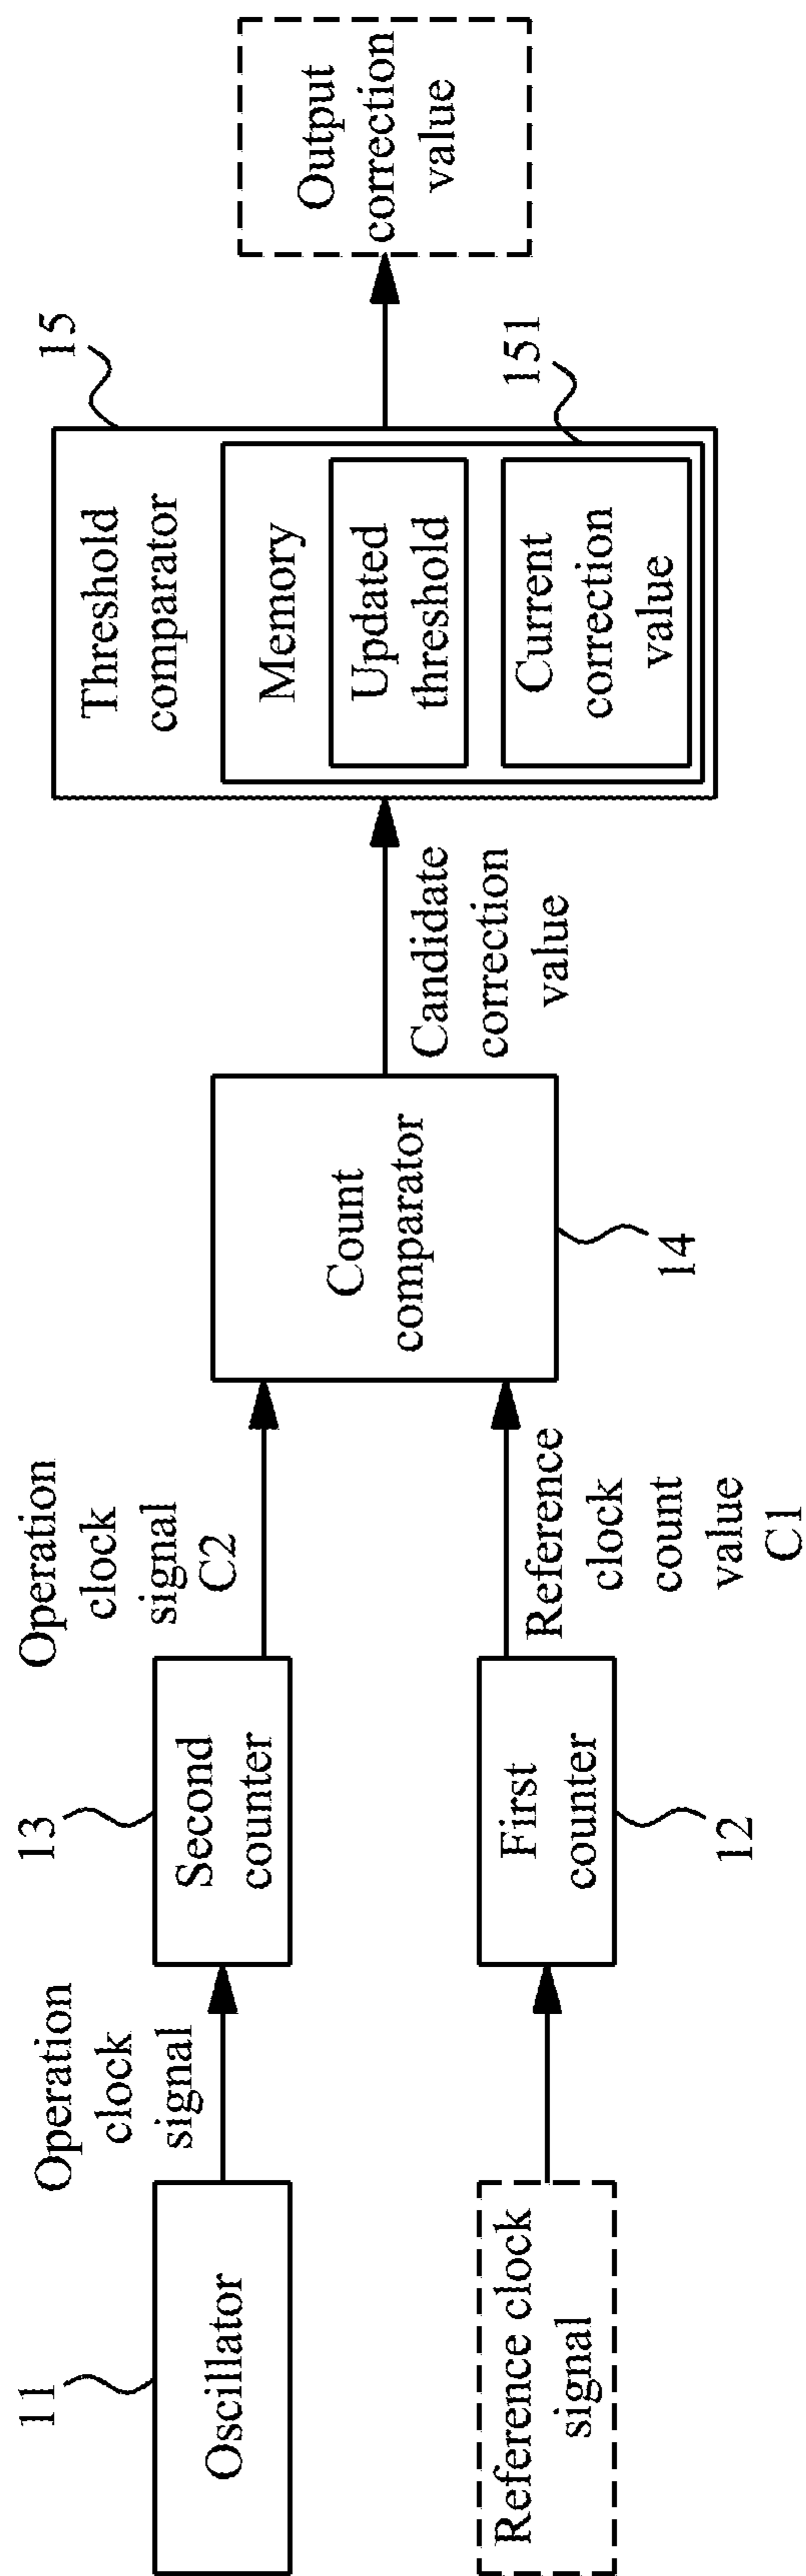 11
Oscillator
Operation
clock
signal
13
Second
counter
Operation
clock
signal
C2
Reference clock
signal
First
counter
12
Reference
clock
count
value
C1
Count
comparator
14
Candidate
correction
value
15
Threshold
comparator
Memory
Updated
threshold
Current
correction
value
151
Output
correction
value